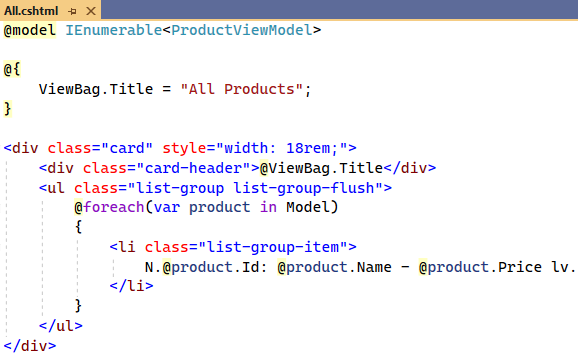 All.cshtml
@model IEnumerable<ProductViewModel>
@{
ViewBag.Title = "All Products";
}
<div class="card" style="width: 18rem;">
<div class="card-header">@ViewBag.Title</div>
<ul class="list-group list-group-flush">
@foreach(var product in Model)
{
<li class="list-group-item">
N.@product.Id: @product.Name – @product.Price lv.
</li>
}
</ul>
</div>